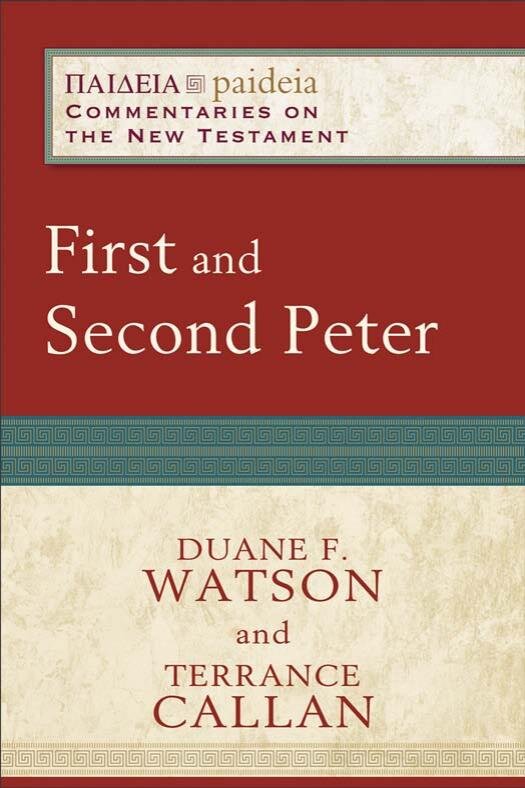 ΠΑΙΔΕΙΑ paideia
Commentaries on
the New Testament
First and
Second Peter
DUANE F.
WATSON
and
TERRANCE
CALLAN